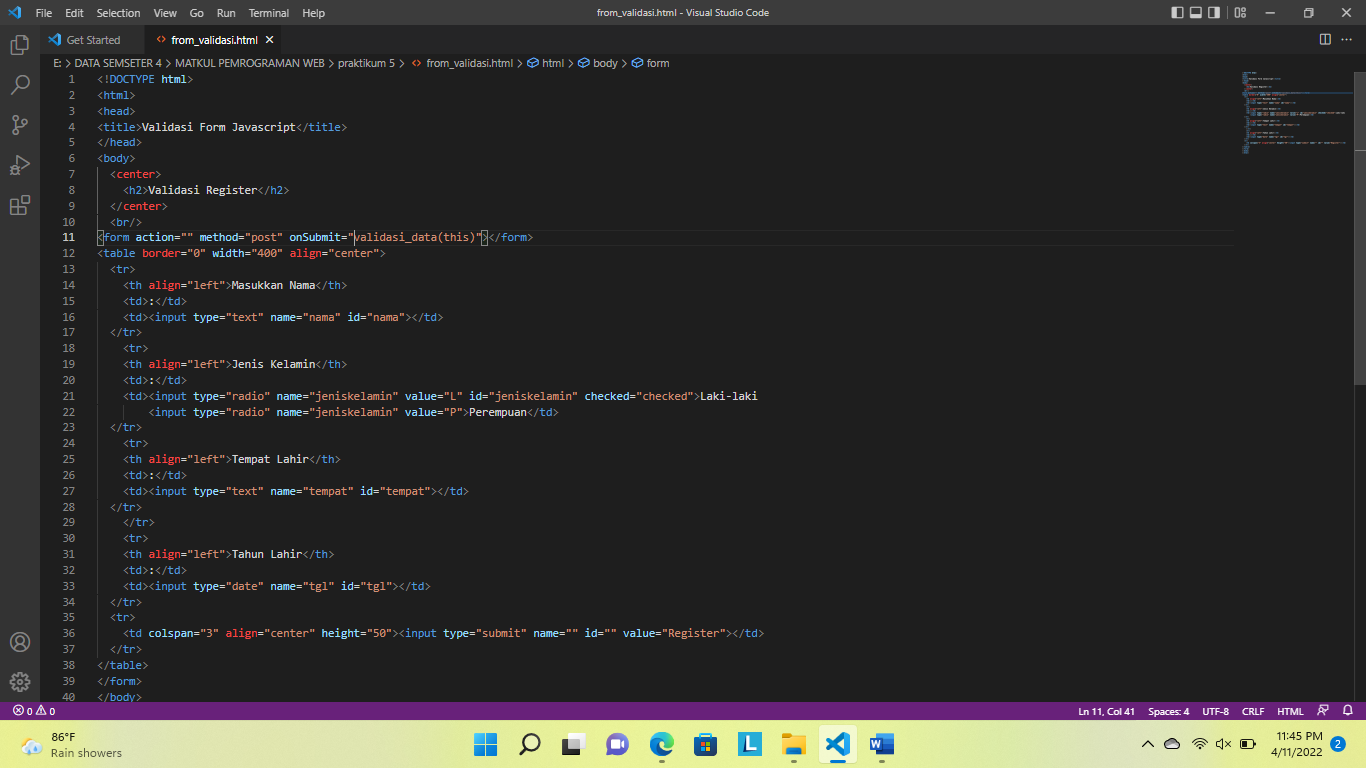 File Edit Selection View Go Run Terminal Help from_validasi.html - Visual Studio Code
Get Started from_validasi.html
E: > DATA SEMSETER 4 > MATKUL PEMROGRAMAN WEB > praktikum 5 > from_validasi.html > html > body > form
1 <!DOCTYPE html>
2 <html>
3 <head>
4 <title>Validasi Form Javascript</title>
5 </head>
6 <body>
7 <center>
8 <h2>Validasi Register</h2>
9 </center>
10 <br/>
11 <form action="" method="post" onSubmit="validasi_data(this)"></form>
12 <table border="0" width="400" align="center">
13 <tr>
14 <th align="left">Masukkan Nama</th>
15 <td>:</td>
16 <td><input type="text" name="nama" id="nama"></td>
17 </tr>
18 <tr>
19 <th align="left">Jenis Kelamin</th>
20 <td>:</td>
21 <td><input type="radio" name="jeniskelamin" value="L" id="jeniskelamin" checked="checked">Laki-laki
22 <input type="radio" name="jeniskelamin" value="P">Perempuan</td>
23 </tr>
24 <tr>
25 <th align="left">Tempat Lahir</th>
26 <td>:</td>
27 <td><input type="text" name="tempat" id="tempat"></td>
28 </tr>
29 </tr>
30 <tr>
31 <th align="left">Tahun Lahir</th>
32 <td>:</td>
33 <td><input type="date" name="tgl" id="tgl"></td>
34 </tr>
35 <tr>
36 <td colspan="3" align="center" height="50"><input type="submit" name="" id="" value="Register"></td>
37 </tr>
38 </table>
39 </form>
40 </body>
0 0 Ln 11, Col 41 Spaces: 4 UTF-8 CRLF HTML
86°F
Rain showers
11:45 PM
4/11/2022 2